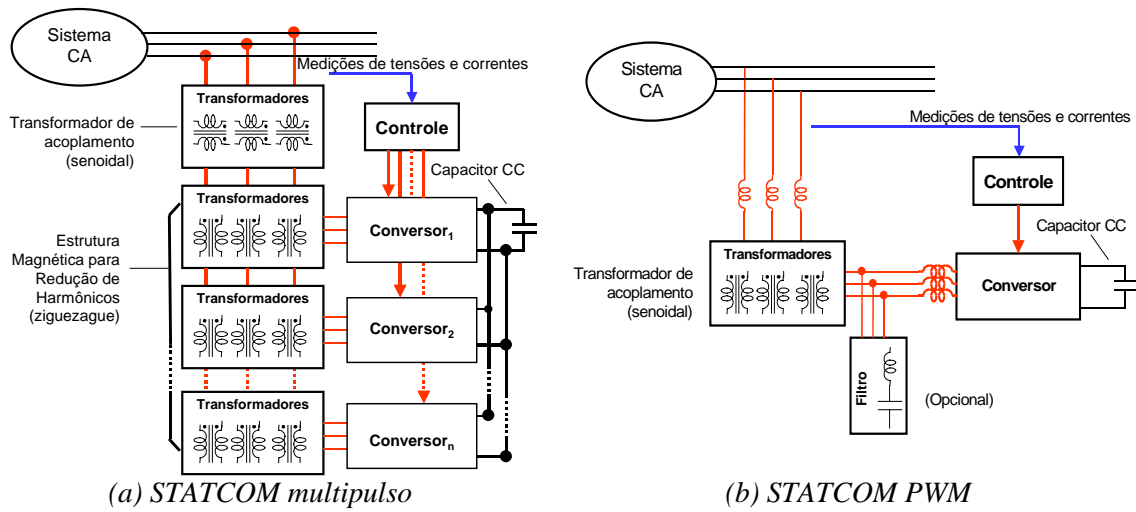 Sistema
CA
Medições de tensões e correntes
Transformadores
Transformador de
acoplamento
(senoidal)
Controle
Capacitor CC
Transformadores
Conversor1
Estrutura
Magnética para
Redução de
Harmônicos
(ziguezague)
Transformadores
Conversor2
Transformadores
Conversorn
(a) STATCOM multipulso
Sistema
CA
Medições de tensões e correntes
Controle
Capacitor CC
Transformadores
Transformador de
acoplamento
(senoidal)
Conversor
Filtro
(Opcional)
(b) STATCOM PWM